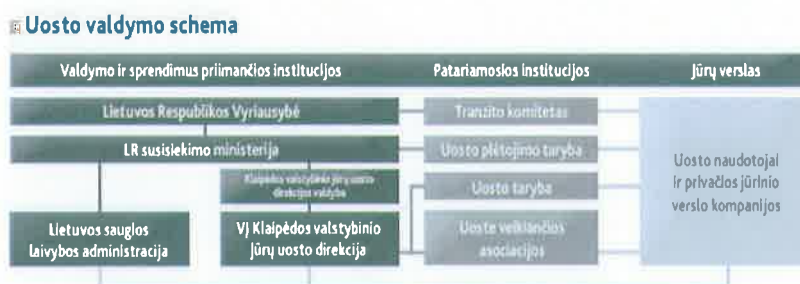 Uosto valdymo schema
Valdymo ir sprendimus priimančios institucijos
Patariamosios institucijos
Jūrų verslas
Lietuvos Respublikos Vyriausybė
Tranzito komitetas
LR susisiekimo ministerija
Uosto plėtojimo taryba
Uosto naudotojai
ir privačios jūrinio
verslo kompanijos
Klaipėdos valstybinio jūrų uosto
direkcijos valdyba
Uosto taryba
Lietuvos saugios
laivybos administracija
VĮ Klaipėdos valstybinio
Jūrų uosto direkcija
Uoste veikiančios
asociacijos